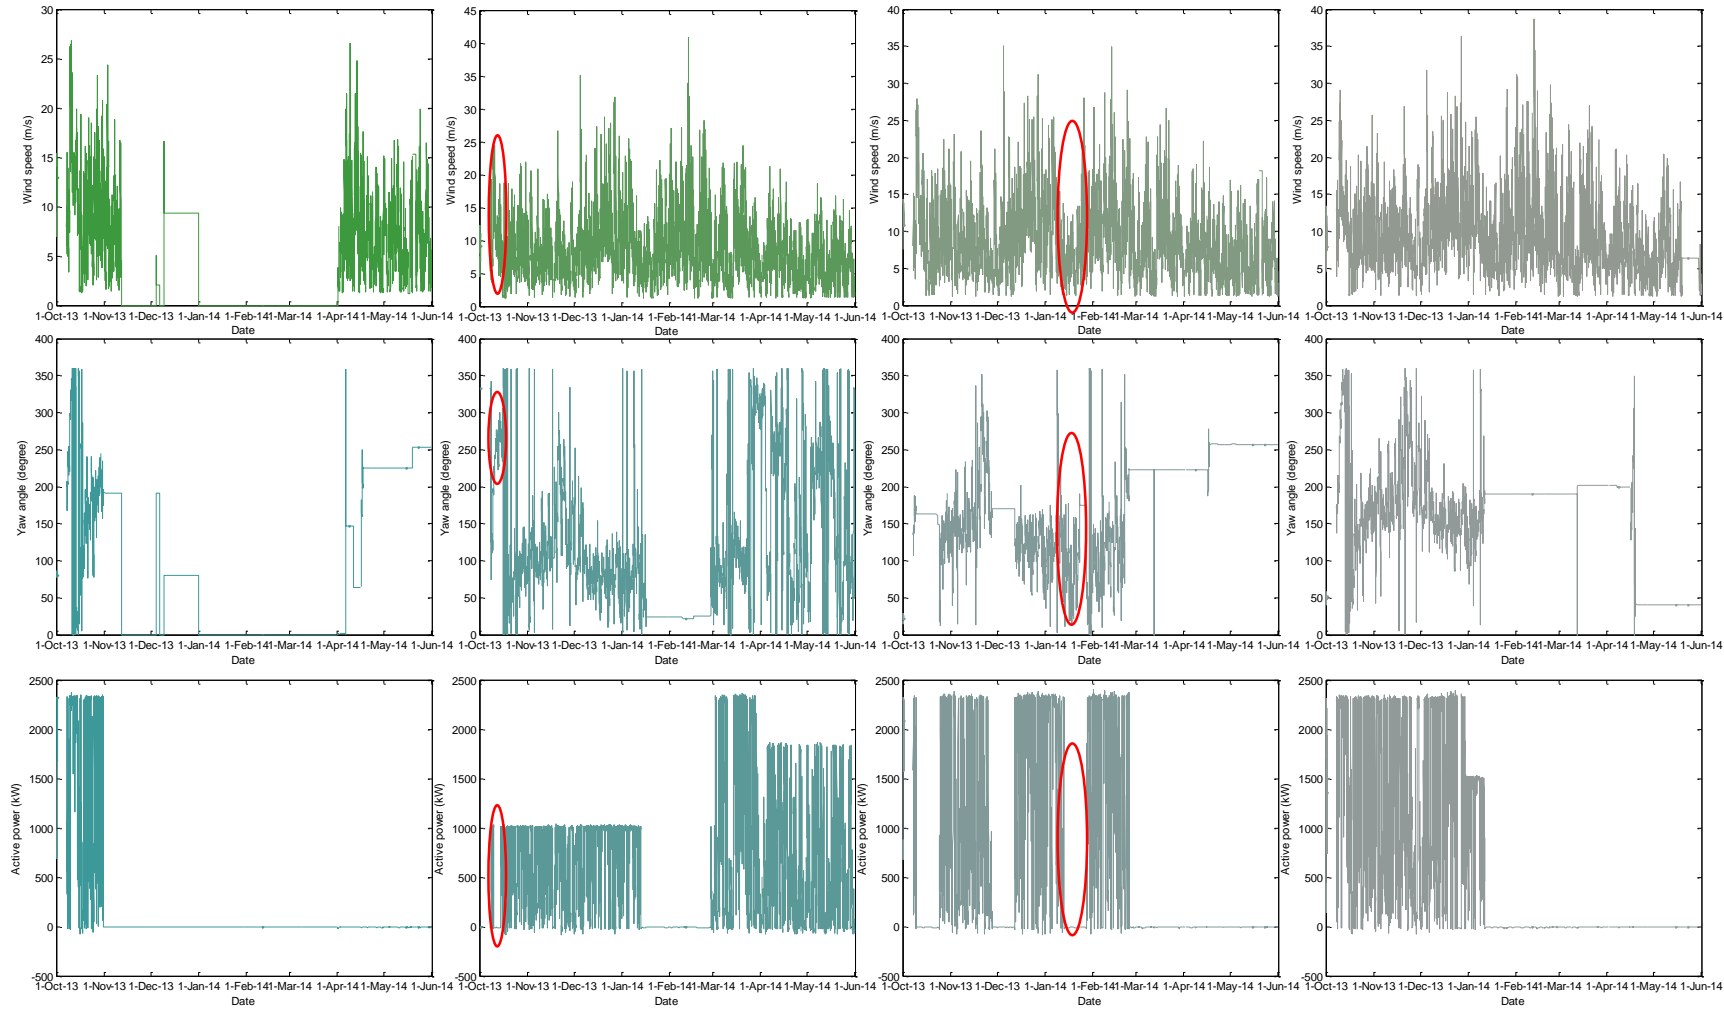 30
25
20
15
10
5
0
Wind speed (m/s)
1-Oct-13 1-Nov-13 1-Dec-13 1-Jan-14 1-Feb-14 1-Mar-14 1-Apr-14 1-May-14 1-Jun-14
Date
45
40
35
30
25
20
15
10
5
0
Wind speed (m/s)
1-Oct-13 1-Nov-13 1-Dec-13 1-Jan-14 1-Feb-14 1-Mar-14 1-Apr-14 1-May-14 1-Jun-14
Date
40
35
30
25
20
15
10
5
0
Wind speed (m/s)
1-Oct-13 1-Nov-13 1-Dec-13 1-Jan-14 1-Feb-14 1-Mar-14 1-Apr-14 1-May-14 1-Jun-14
Date
40
35
30
25
20
15
10
5
0
Wind speed (m/s)
1-Oct-13 1-Nov-13 1-Dec-13 1-Jan-14 1-Feb-14 1-Mar-14 1-Apr-14 1-May-14 1-Jun-14
Date
400
350
300
250
200
150
100
50
0
Yaw angle (degree)
1-Oct-13 1-Nov-13 1-Dec-13 1-Jan-14 1-Feb-14 1-Mar-14 1-Apr-14 1-May-14 1-Jun-14
Date
400
350
300
250
200
150
100
50
0
Yaw angle (degree)
1-Oct-13 1-Nov-13 1-Dec-13 1-Jan-14 1-Feb-14 1-Mar-14 1-Apr-14 1-May-14 1-Jun-14
Date
400
350
300
250
200
150
100
50
0
Yaw angle (degree)
1-Oct-13 1-Nov-13 1-Dec-13 1-Jan-14 1-Feb-14 1-Mar-14 1-Apr-14 1-May-14 1-Jun-14
Date
400
350
300
250
200
150
100
50
0
Yaw angle (degree)
1-Oct-13 1-Nov-13 1-Dec-13 1-Jan-14 1-Feb-14 1-Mar-14 1-Apr-14 1-May-14 1-Jun-14
Date
2500
2000
1500
1000
500
0
-500
Active power (kW)
1-Oct-13 1-Nov-13 1-Dec-13 1-Jan-14 1-Feb-14 1-Mar-14 1-Apr-14 1-May-14 1-Jun-14
Date
2500
2000
1500
1000
500
0
-500
Active power (kW)
1-Oct-13 1-Nov-13 1-Dec-13 1-Jan-14 1-Feb-14 1-Mar-14 1-Apr-14 1-May-14 1-Jun-14
Date
2500
2000
1500
1000
500
0
-500
Active power (kW)
1-Oct-13 1-Nov-13 1-Dec-13 1-Jan-14 1-Feb-14 1-Mar-14 1-Apr-14 1-May-14 1-Jun-14
Date
2500
2000
1500
1000
500
0
-500
Active power (kW)
1-Oct-13 1-Nov-13 1-Dec-13 1-Jan-14 1-Feb-14 1-Mar-14 1-Apr-14 1-May-14 1-Jun-14
Date